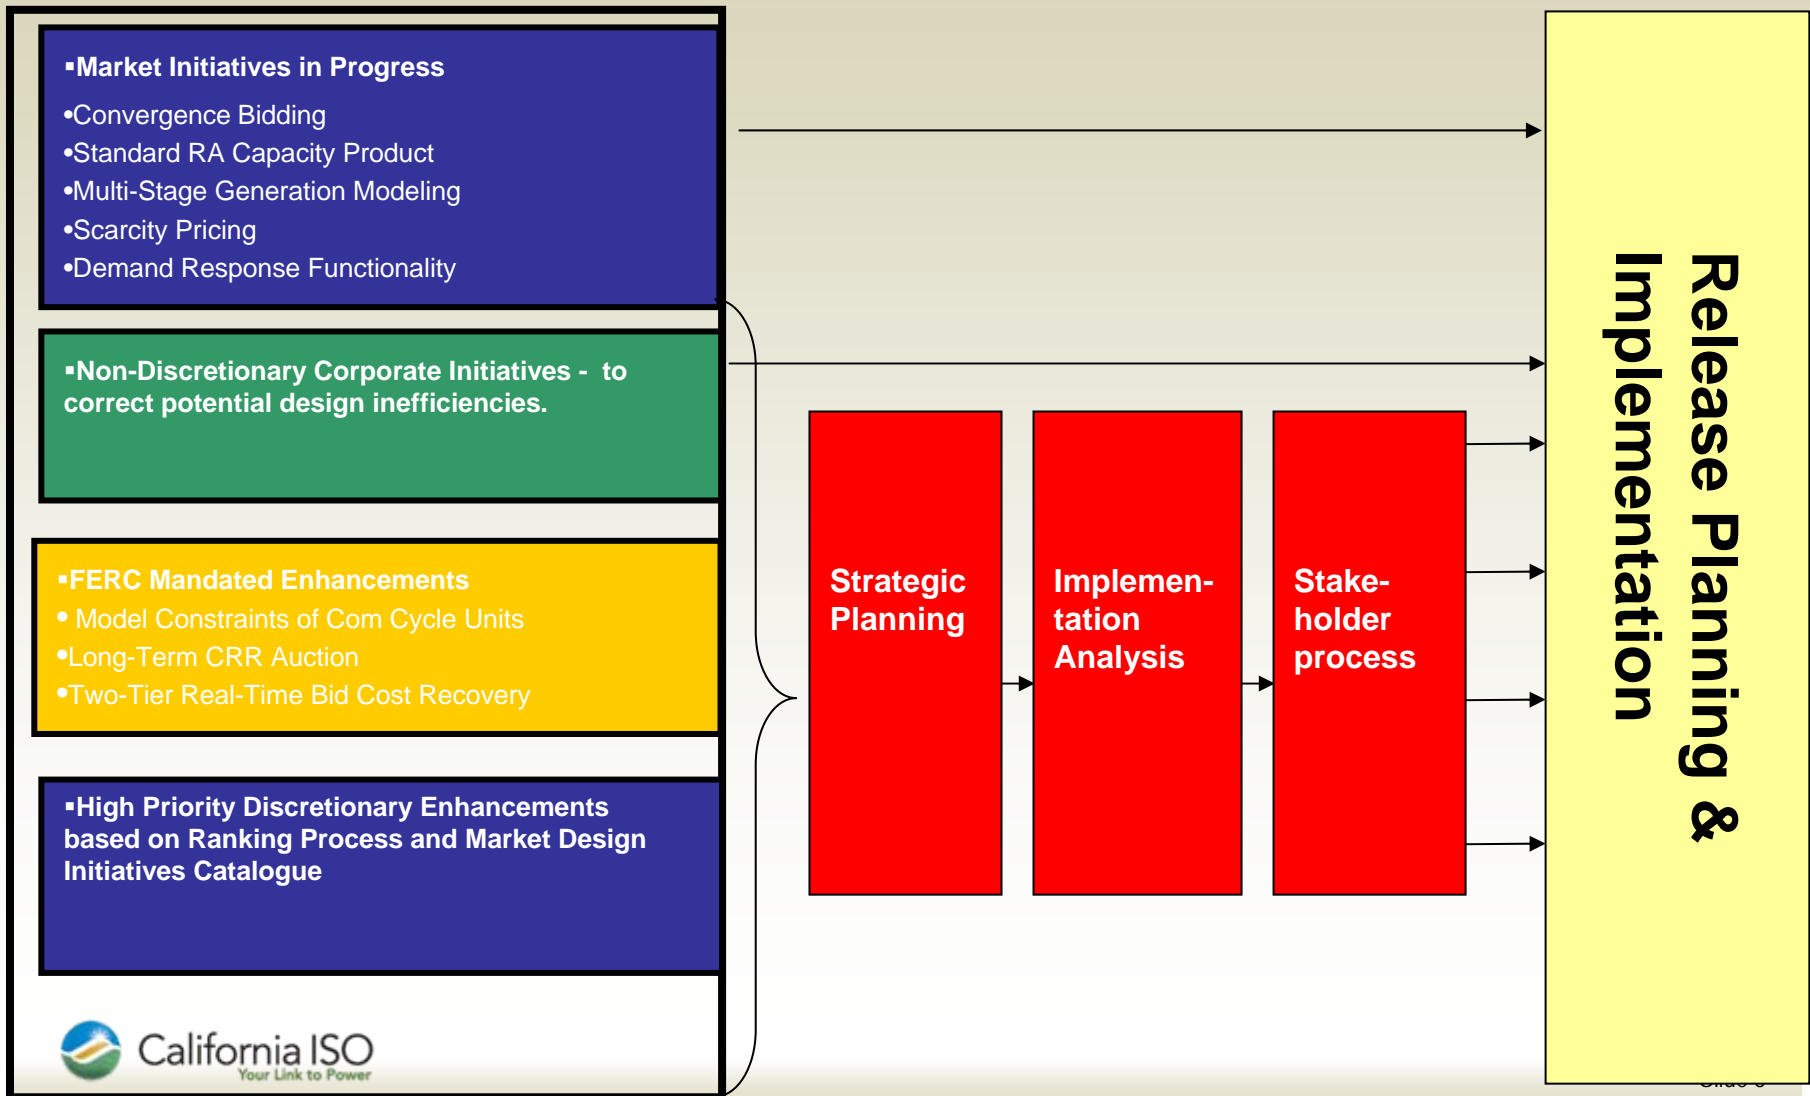 ▪Market Initiatives in Progress
•Convergence Bidding
•Standard RA Capacity Product
•Multi-Stage Generation Modeling
•Scarcity Pricing
•Demand Response Functionality
▪Non-Discretionary Corporate Initiatives - to
correct potential design inefficiencies.
▪FERC Mandated Enhancements
• Model Constraints of Com Cycle Units
•Long-Term CRR Auction
•Two-Tier Real-Time Bid Cost Recovery
▪High Priority Discretionary Enhancements
based on Ranking Process and Market Design
Initiatives Catalogue
Strategic
Planning
Implemen-
tation
Analysis
Stake-
holder
process
Release Planning &
Implementation
California ISO
Your Link to Power